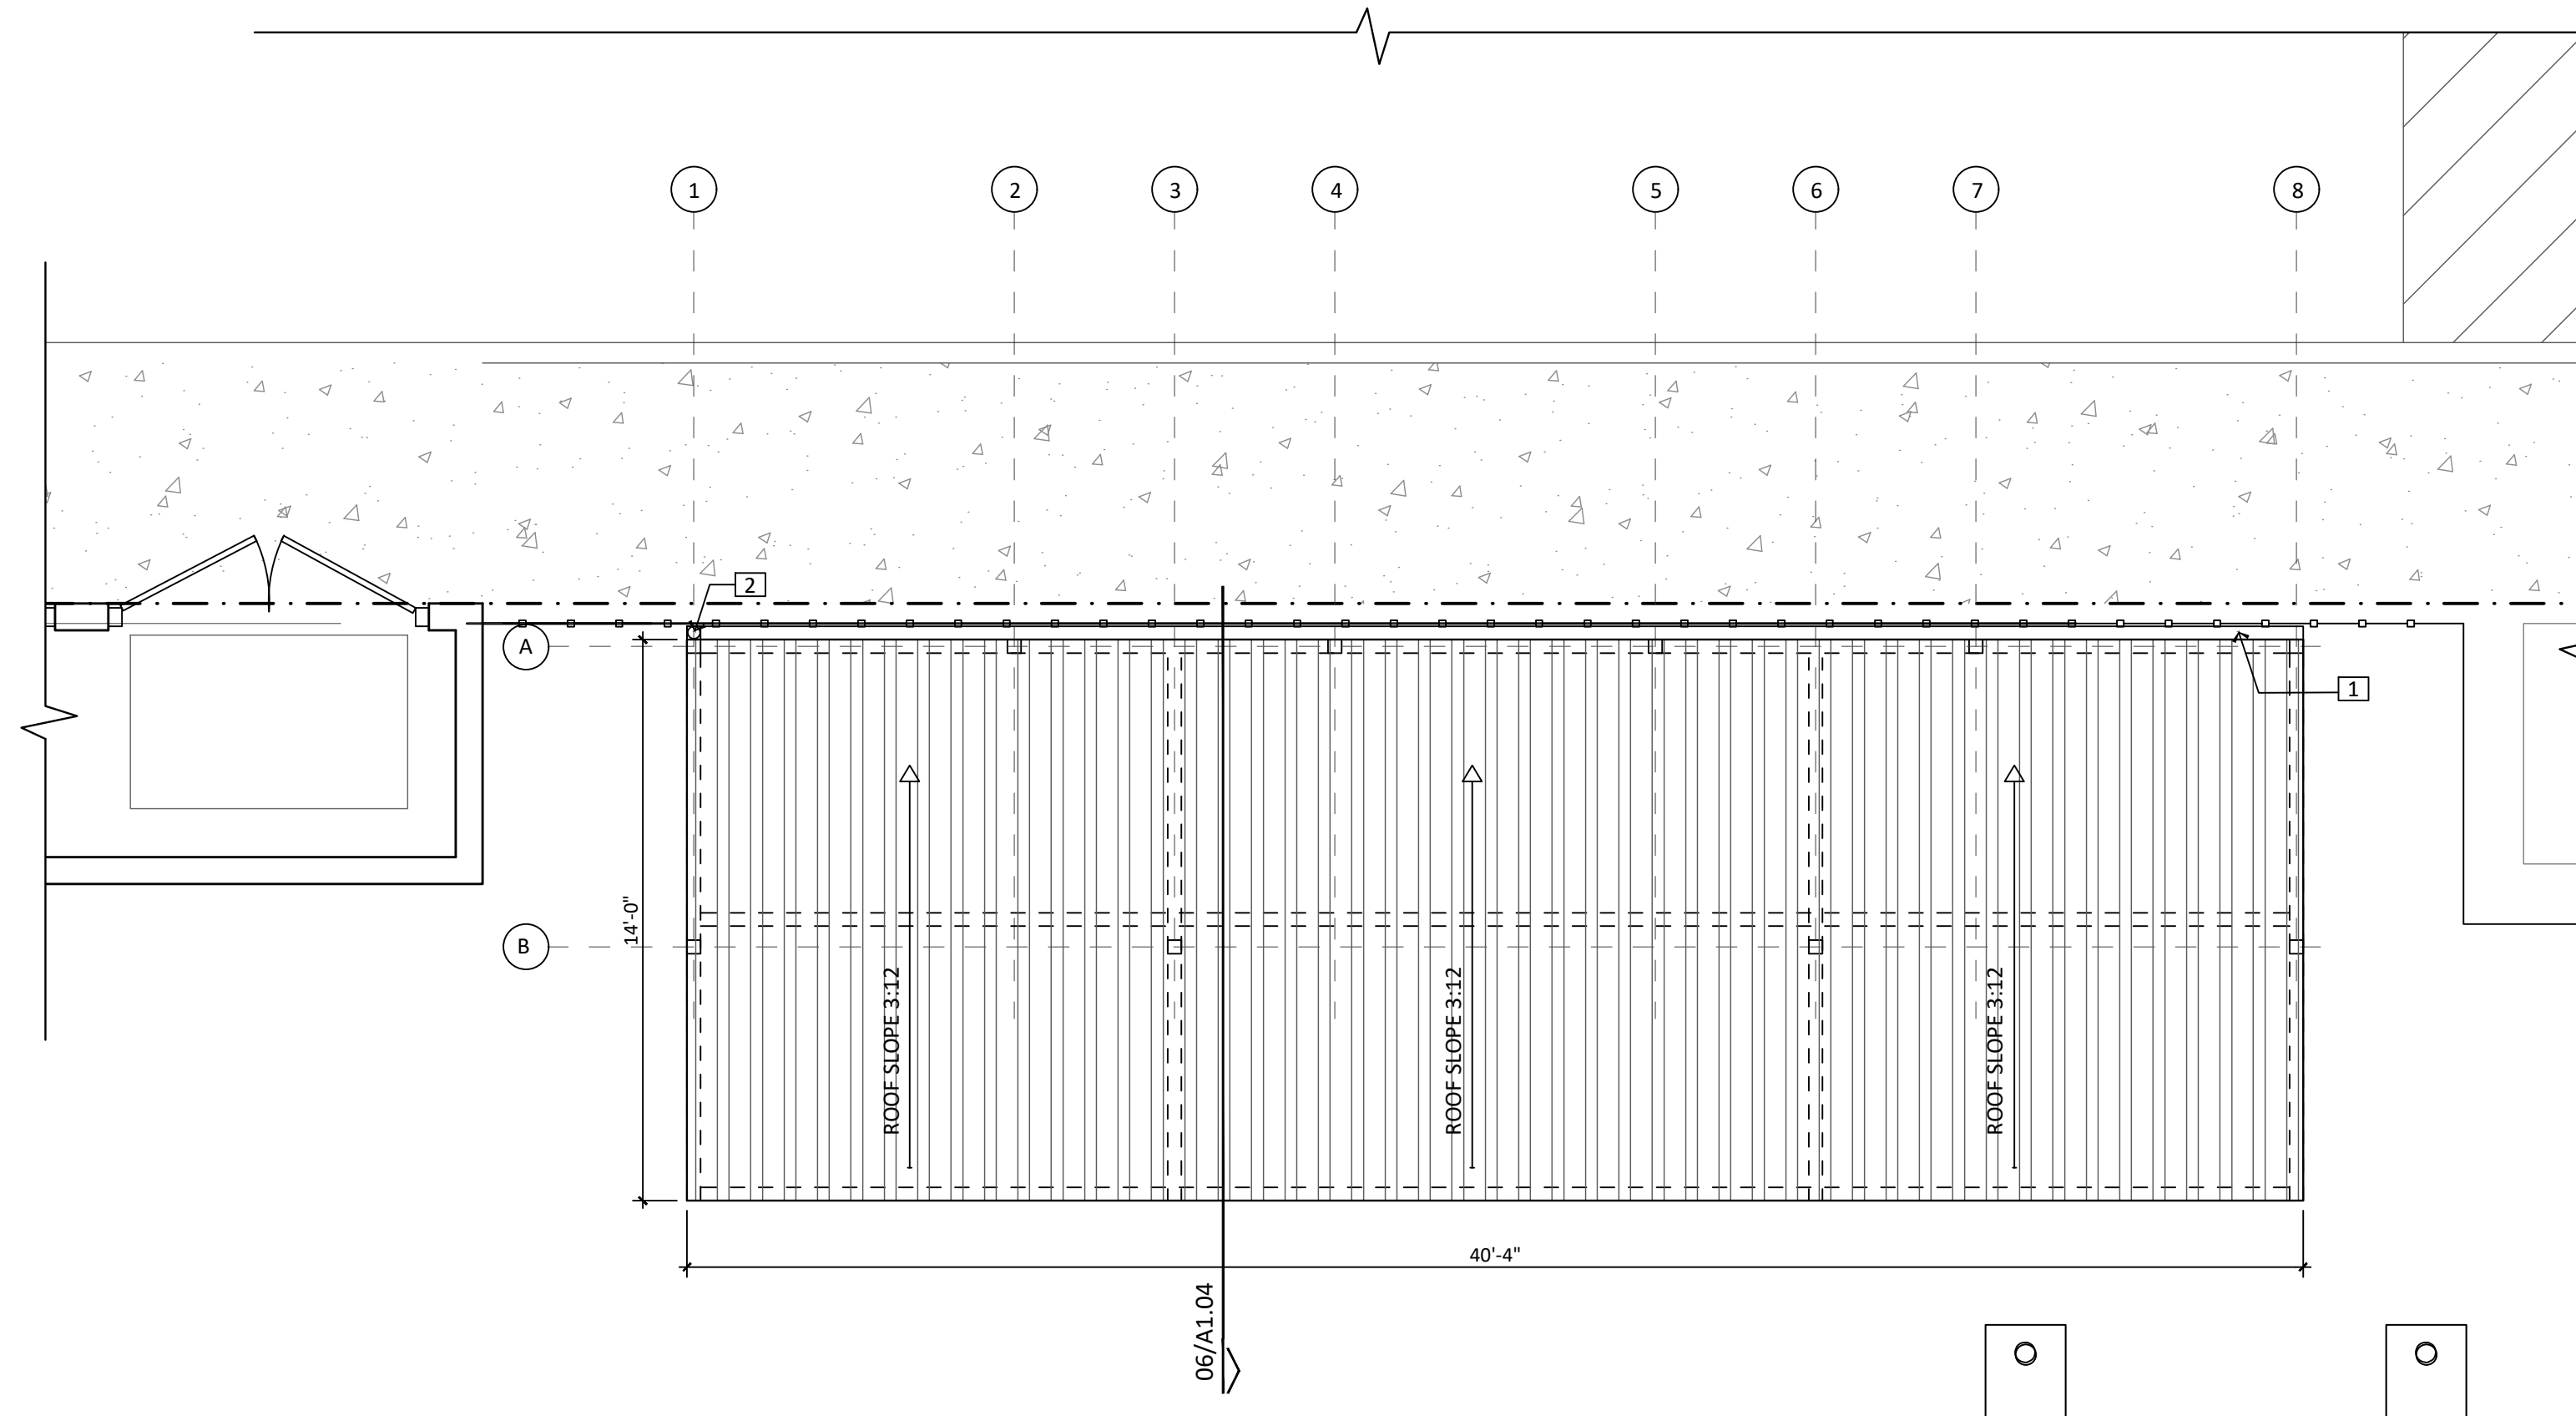 1 2 3 4 5 6 7 8
2
A
1
14'-0"
B
ROOF SLOPE 3:12
ROOF SLOPE 3:12
ROOF SLOPE 3:12
40'-4"
06/A1.04